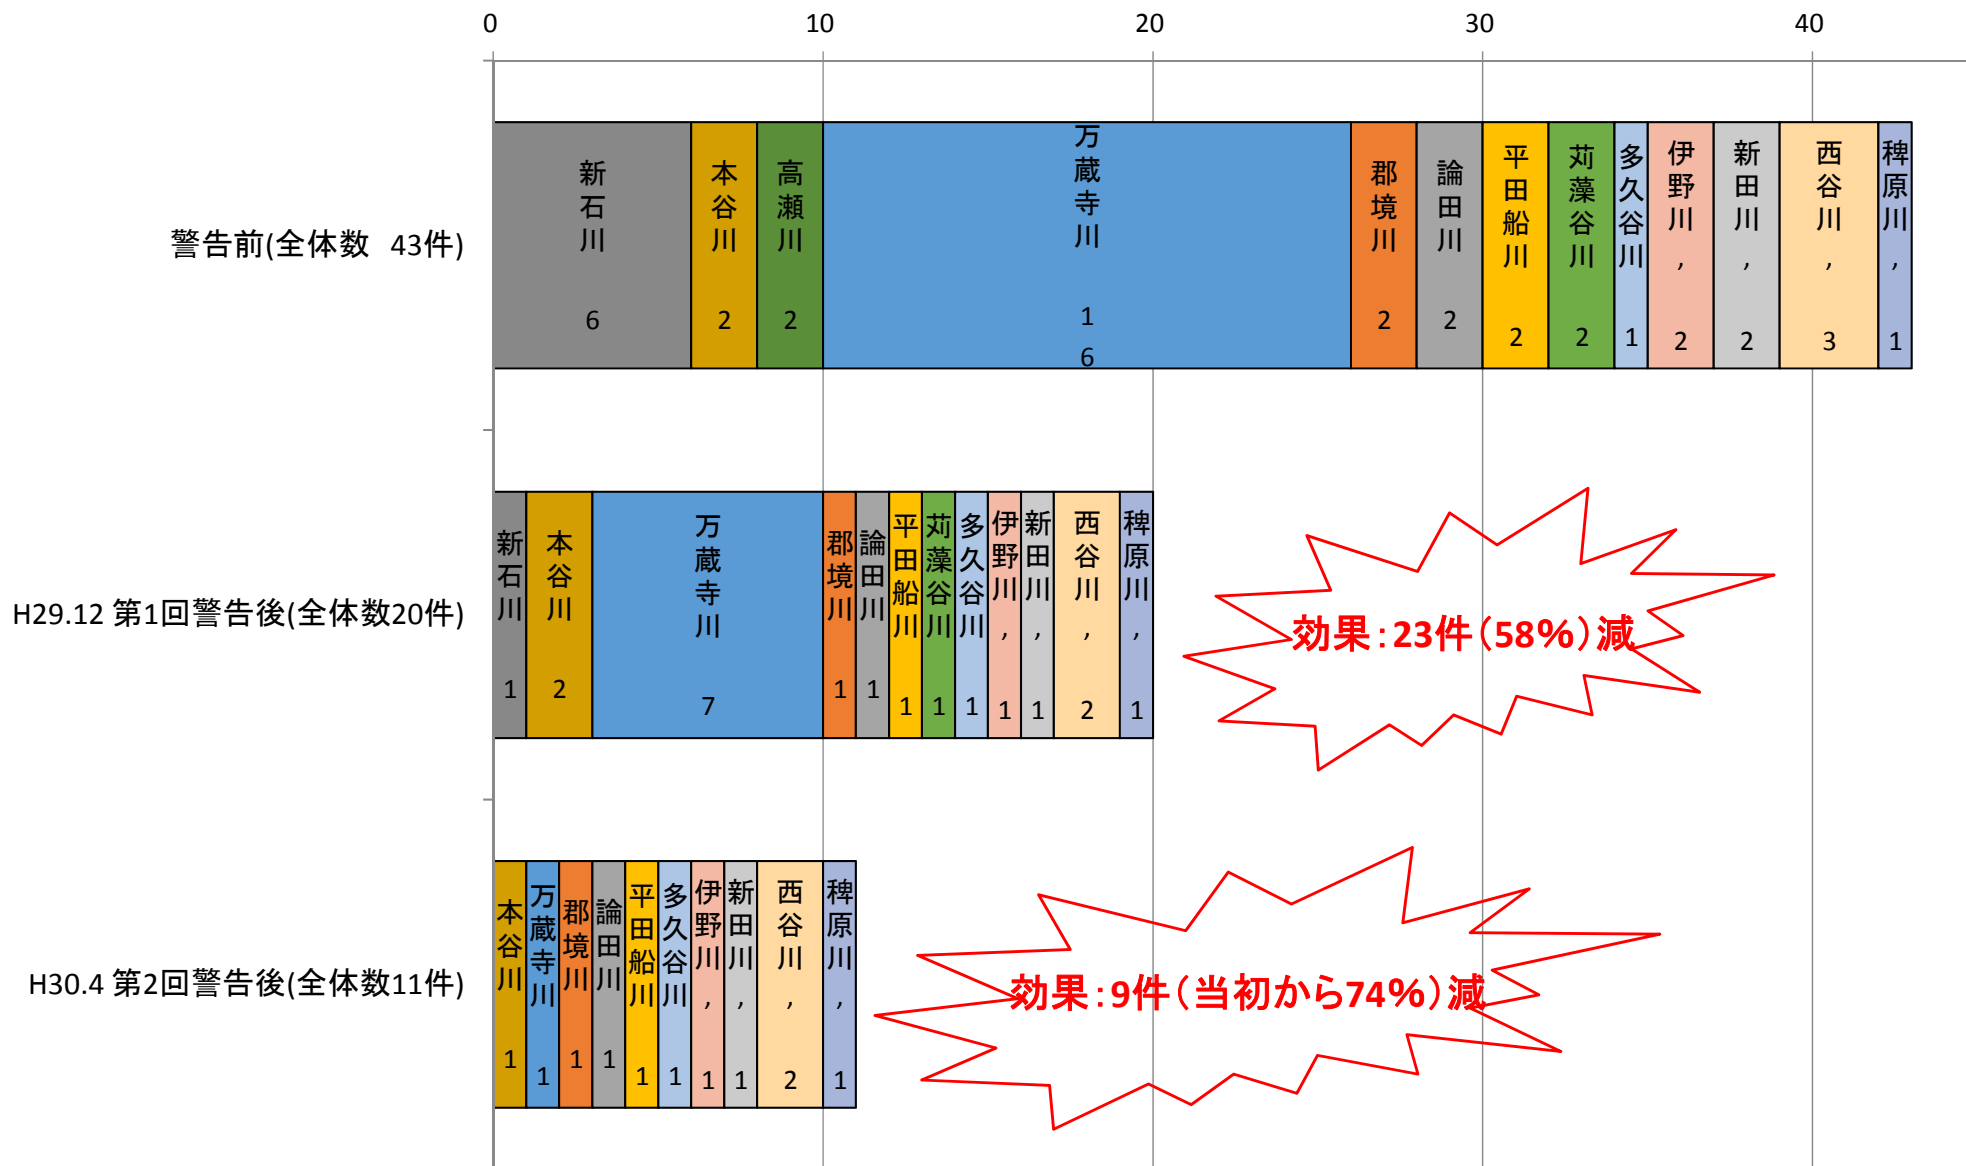 0 10 20 30 40
警告前(全体数 43件)
新石川 6
本谷川 2
高瀬川 2
万蔵寺川 16
郡境川 2
論田川 2
平田船川 2
苅藻谷川 2
多久谷川 1
伊野川, 2
新田川, 2
西谷川, 3
稗原川, 1
H29.12 第1回警告後(全体数20件)
新石川 1
本谷川 2
万蔵寺川 7
郡境川 1
論田川 1
平田船川 1
苅藻谷川 1
多久谷川 1
伊野川, 1
新田川, 1
西谷川, 2
稗原川, 1
効果：23件（58％）減
H30.4 第2回警告後(全体数11件)
本谷川 1
万蔵寺川 1
郡境川 1
論田川 1
平田船川 1
多久谷川 1
伊野川, 1
新田川, 1
西谷川, 2
稗原川, 1
効果：9件（当初から74％）減